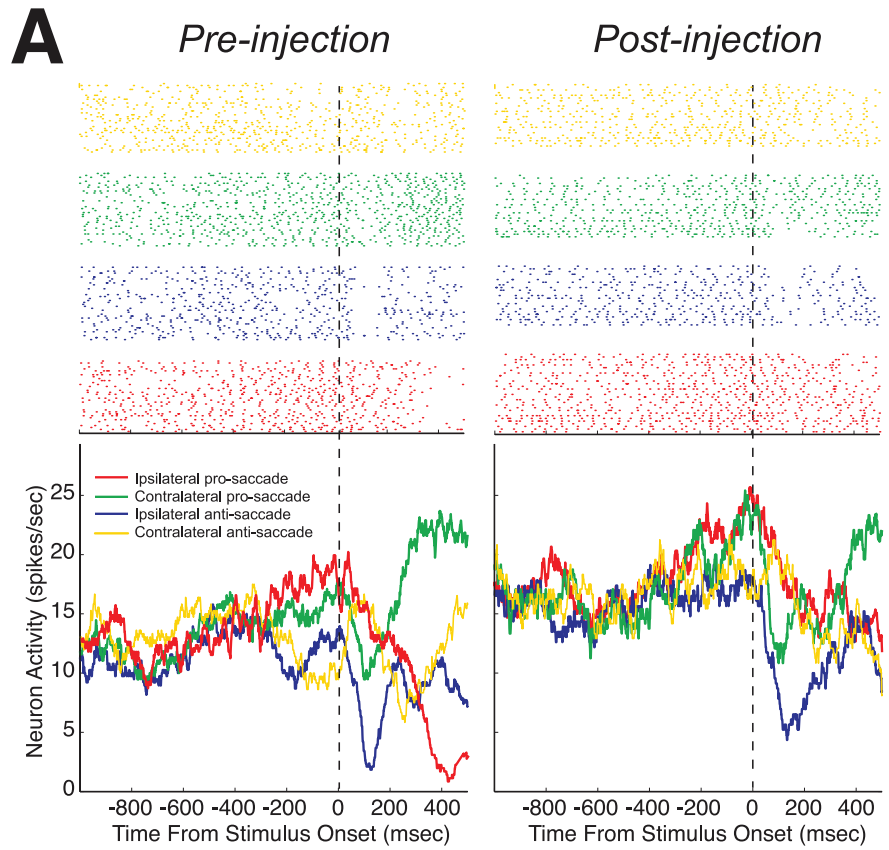 A
Pre-injection
Post-injection
Neuron Activity (spikes/sec)
25
20
15
10
5
0
Ipsilateral pro-saccade
Contralateral pro-saccade
Ipsilateral anti-saccade
Contralateral anti-saccade
-800 -600 -400 -200 0 200 400
-800 -600 -400 -200 0 200 400
Time From Stimulus Onset (msec)
Time From Stimulus Onset (msec)